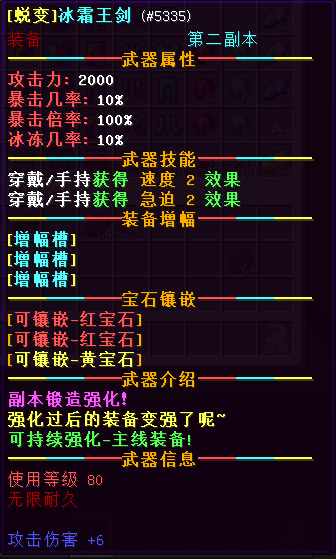 [蜕变]冰霜王剑 (#5335)
装备 第二副本
武器属性
攻击力: 2000
暴击几率: 10%
暴击倍率: 100%
冰冻几率: 10%
武器技能
穿戴/手持获得 速度 2 效果
穿戴/手持获得 急迫 2 效果
装备增幅
[增幅槽]
[增幅槽]
[增幅槽]
宝石镶嵌
[可镶嵌-红宝石]
[可镶嵌-红宝石]
[可镶嵌-黄宝石]
武器介绍
副本锻造强化!
强化过后的装备变强了呢~
可持续强化-主线装备!
武器信息
使用等级 80
无限耐久
攻击伤害 +6